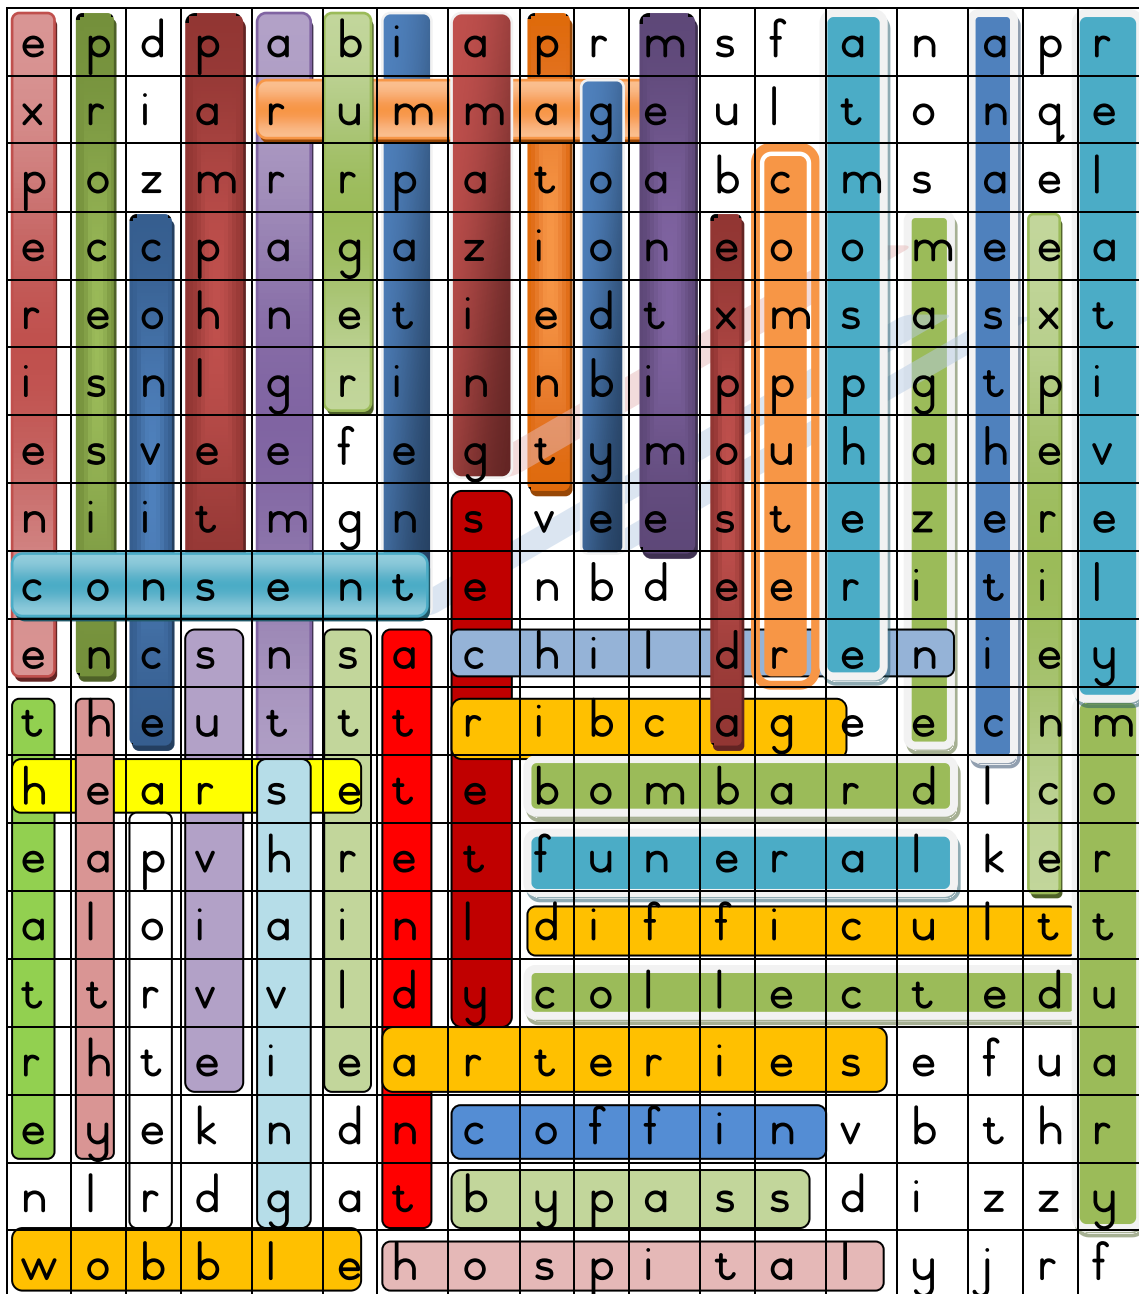 e p d p a b i a p r m s f a n a p r
x r i a r u m m a g e u l t o n q e
p o z m r r p a t o a b c m s a e l
e c c p a g a z i o n e o o m e e a
r e o h n e t i e d t x m s a s x t
i s n l g r i n n b i p p p g t p i
e s v e e f e g t y m o u h a h e v
n i i t m g n s v e e s t e z e r e
c o n s e n t e n b d e e r i t i l
e n c s n s a c h i l d r e n i e y
t h e u t t t r i b c a g e e c n m
h e a r s e t e b o m b a r d l c o
e a p v h r e t f u n e r a l k e r
a l o i a i n l d i f f i c u l t t
t t r v v l d y c o l l e c t e d u
r h t e i e a r t e r i e s e f u a
e y e k n d n c o f f i n v b t h r
n l r d g a t b y p a s s d i z z y
w o b b l e h o s p i t a l y j r f